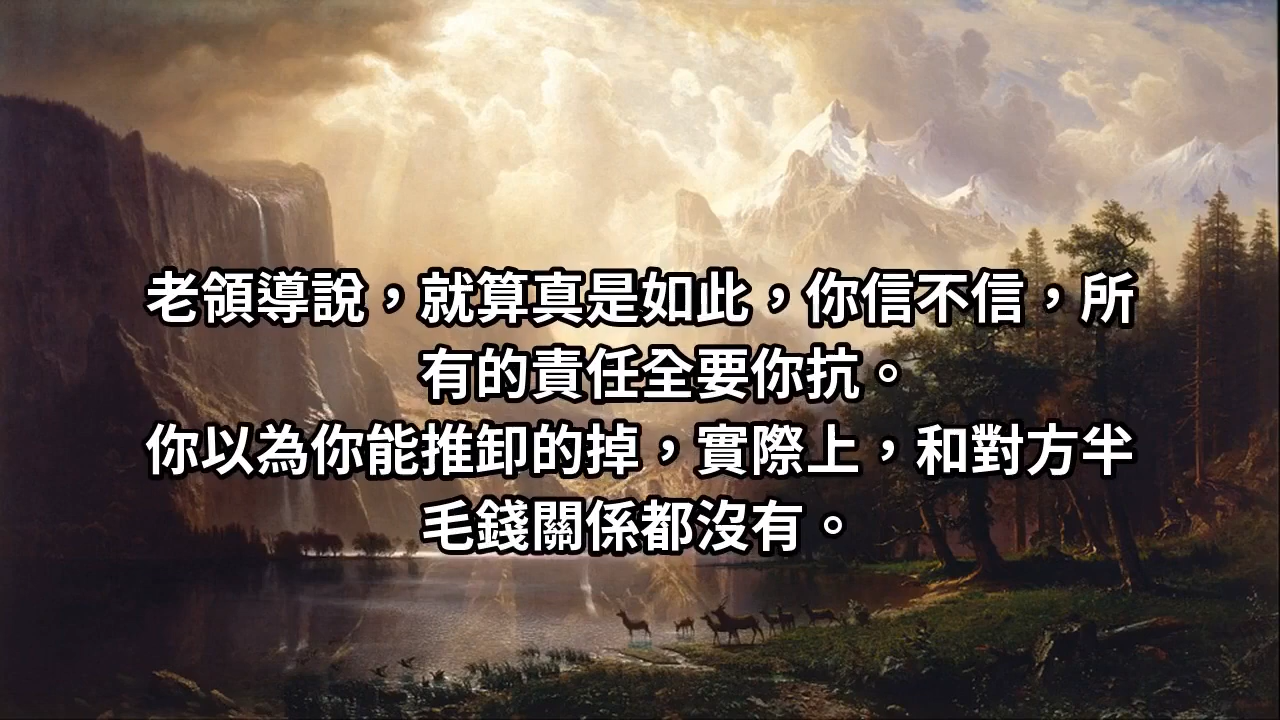 老領導說，就算真是如此，你信不信，所
有的責任全要你抗。
你以為你能推卸的掉，實際上，和對方半
毛錢關係都沒有。